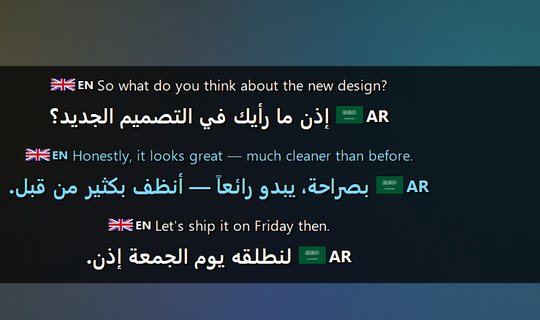 EN So what do you think about the new design?
AR إذن ما رأيك في التصميم الجديد؟
EN Honestly, it looks great — much cleaner than before.
AR بصراحة، يبدو رائعاً — أنظف بكثير من قبل.
EN Let's ship it on Friday then.
AR لنطلقه يوم الجمعة إذن.